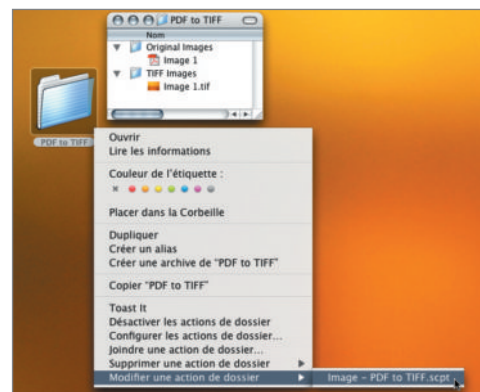 PDF to TIFF
Nom
Original Images
Image 1
TIFF Images
Image 1.tif
PDF to TIFF
Ouvrir
Lire les informations
Couleur de l'étiquette :
Placer dans la Corbeille
Dupliquer
Créer un alias
Créer une archive de "PDF to TIFF"
Copier "PDF to TIFF"
Toast It
Désactiver les actions de dossier
Configurer les actions de dossier...
Joindre une action de dossier...
Supprimer une action de dossier
Modifier une action de dossier
Image - PDF to TIFF.scpt